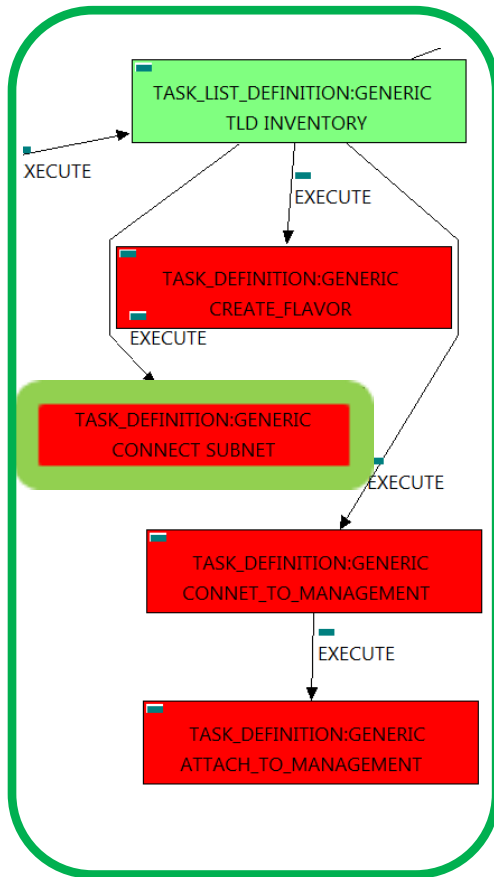 TASK_LIST_DEFINITION:GENERIC
TLD INVENTORY
XECUTE
EXECUTE
TASK_DEFINITION:GENERIC
CREATE_FLAVOR
EXECUTE
TASK_DEFINITION:GENERIC
CONNECT SUBNET
EXECUTE
TASK_DEFINITION:GENERIC
CONNET_TO_MANAGEMENT
EXECUTE
TASK_DEFINITION:GENERIC
ATTACH_TO_MANAGEMENT